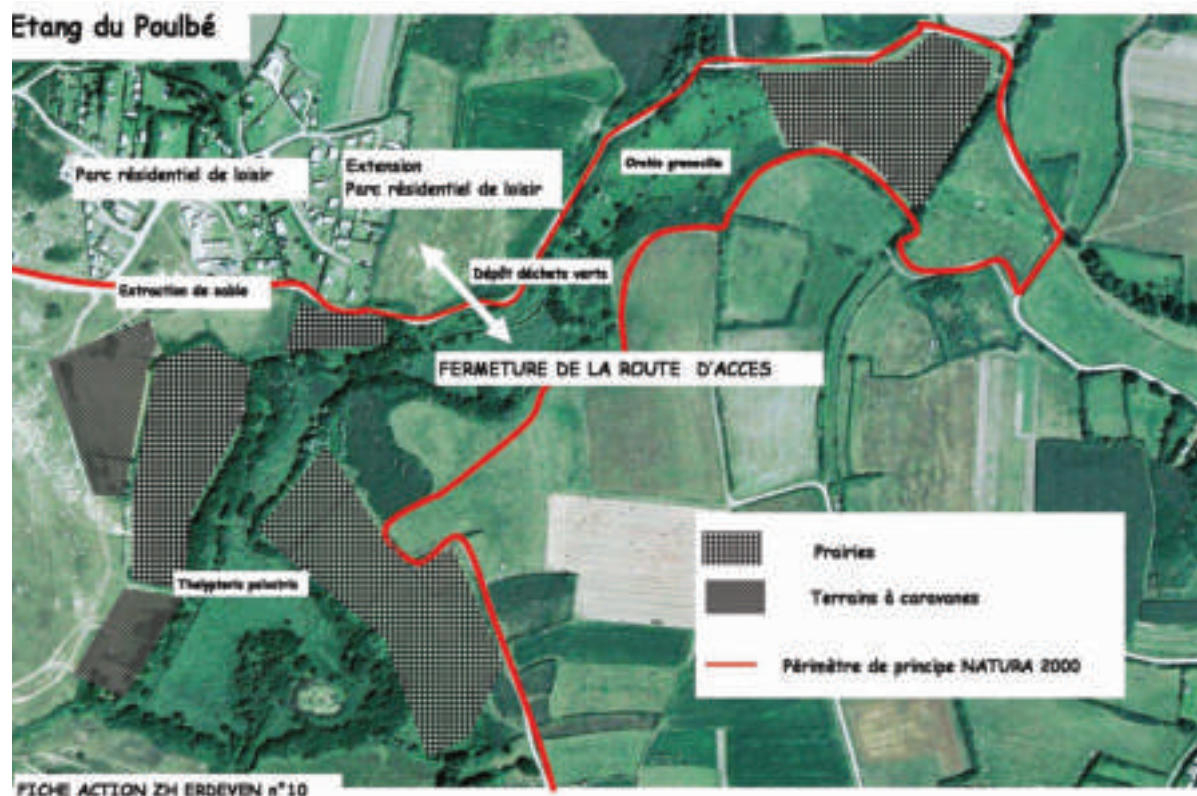 Etang du Poulbé
Parc résidentiel de loisir
Extension
Parc résidentiel de loisir
Orchis grenouille
Dépôt déchets verts
Extraction de sable
FERMETURE DE LA ROUTE D'ACCES
Thelypteris palustris
Prairies
Terrains à caravanes
Périmètre de principe NATURA 2000
FICHE ACTION ZH ERDEVEN n°10